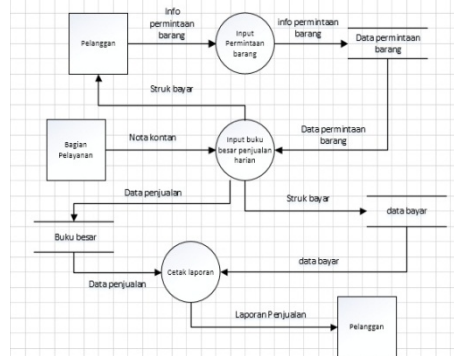 Info
permintaan
barang
Pelanggan
Input
Permintaan
barang
info permintaan
barang
Data permintaan
barang
Struk bayar
Bagian
Pelayanan
Nota kontan
Input buku
besar penjualan
harian
Data permintaan
barang
Data penjualan
Struk bayar
data bayar
Buku besar
Data penjualan
Cetak laporan
data bayar
Laporan Penjualan
Pelanggan